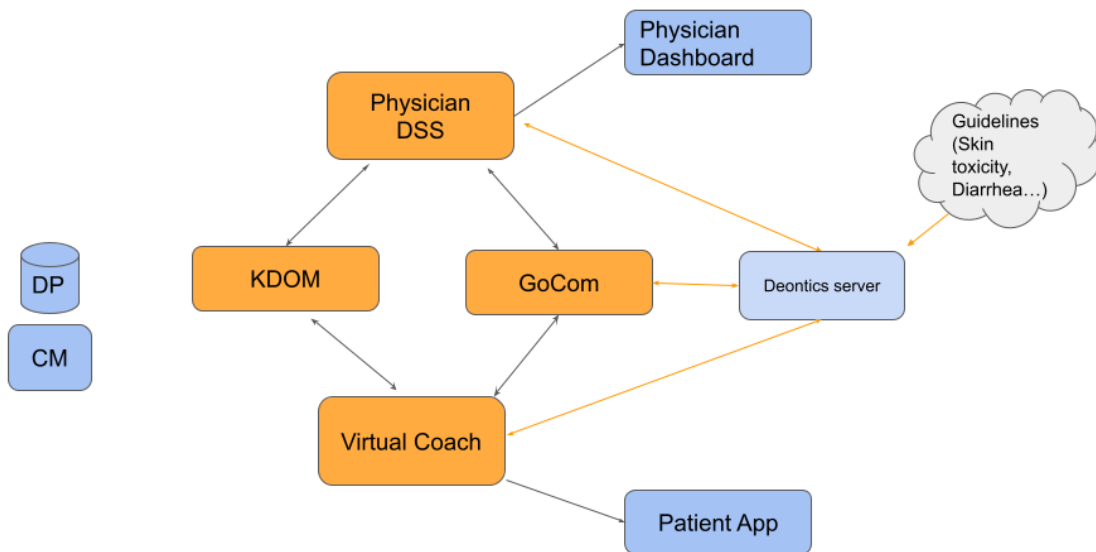 Physician
Dashboard
Physician
DSS
Guidelines
(Skin
toxicity,
Diarrhea…)
KDOM
GoCom
Deontics server
DP
CM
Virtual Coach
Patient App